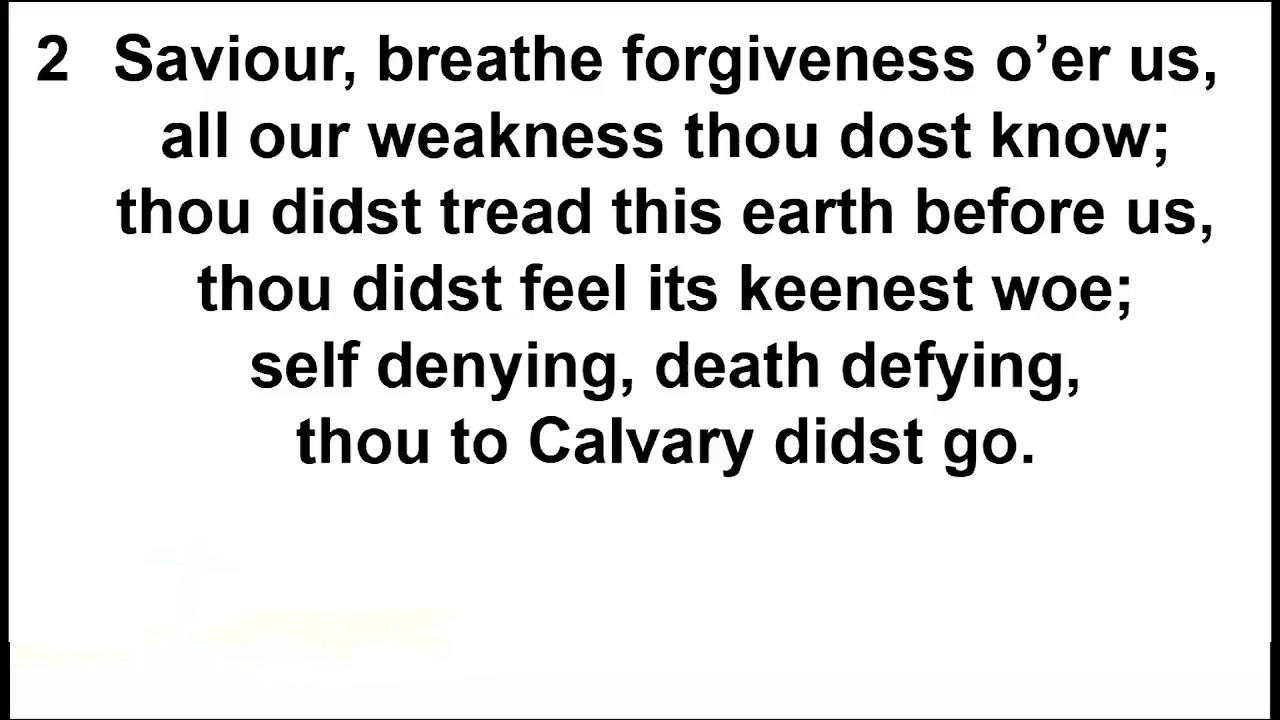 2 Saviour, breathe forgiveness o’er us,
all our weakness thou dost know;
thou didst tread this earth before us,
thou didst feel its keenest woe;
self denying, death defying,
thou to Calvary didst go.